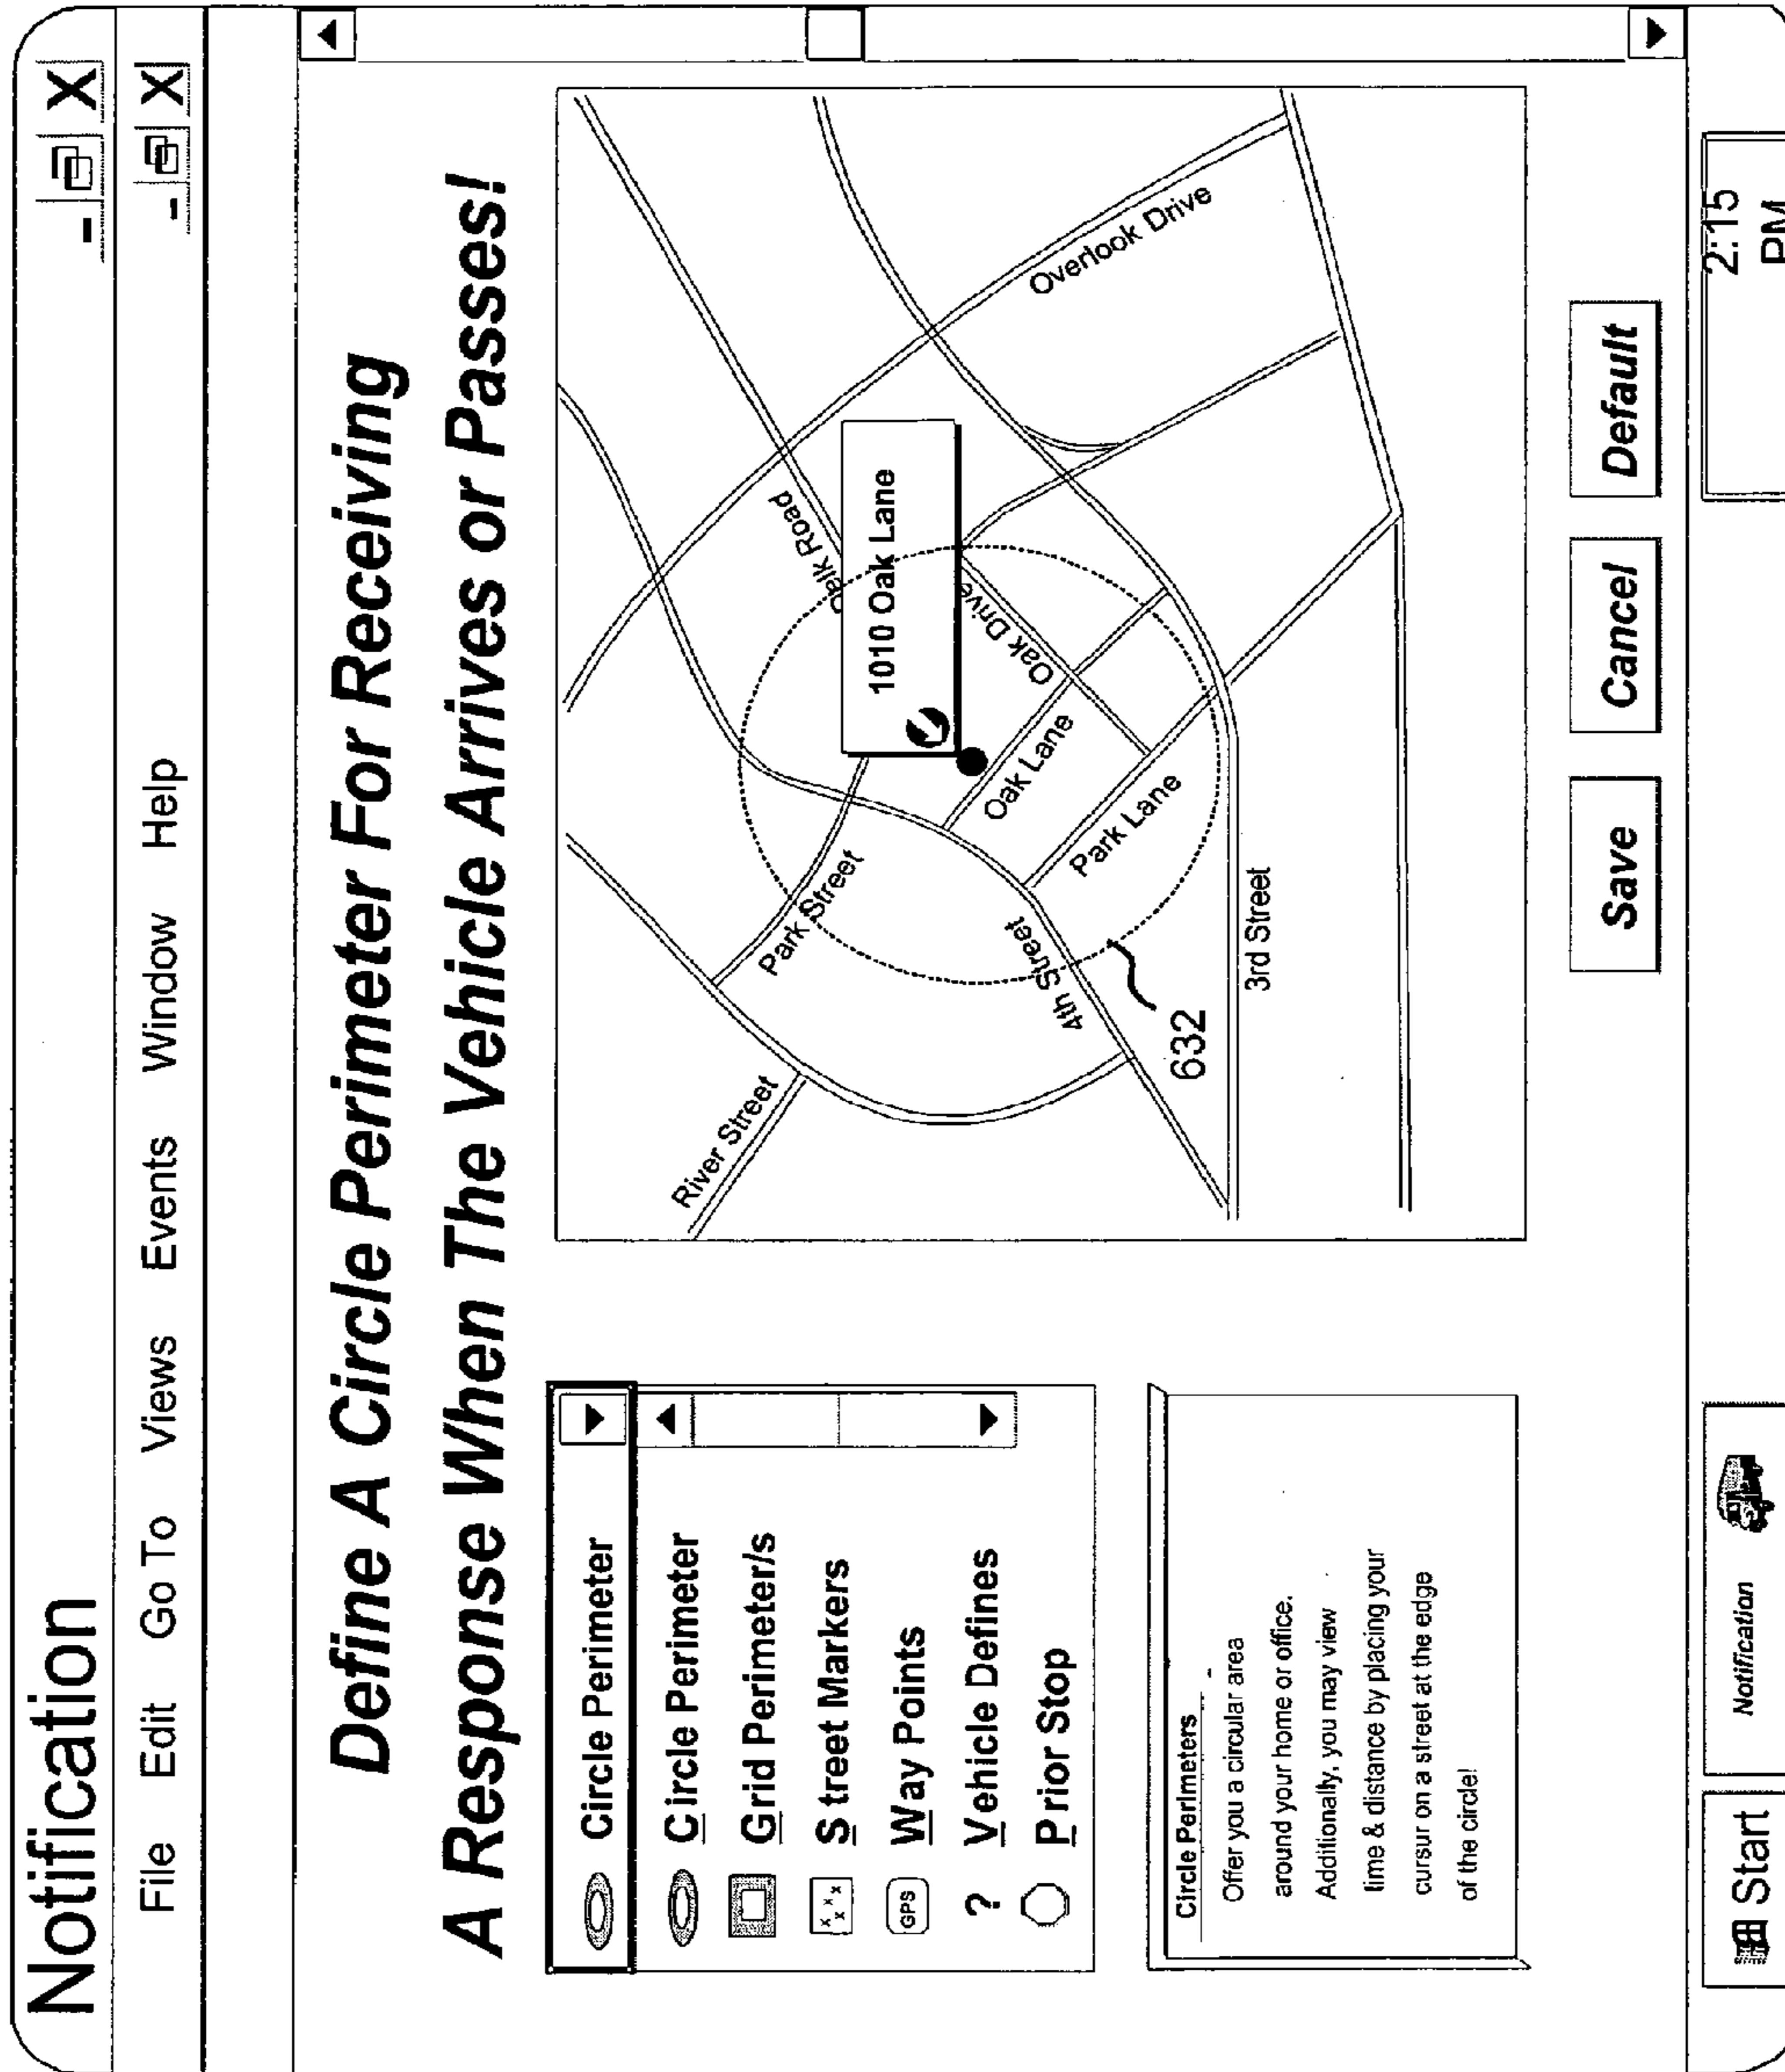 Notification
File Edit Go To Views Events Window Help
Define A Circle Perimeter For Receiving
A Response When The Vehicle Arrives or Passes!
Circle Perimeter
Circle Perimeter
Grid Perimeter/s
Street Markers
GPS Way Points
? Vehicle Defines
Prior Stop
Circle Perimeters
Offer you a circular area
around your home or office.
Additionally, you may view
time & distance by placing your
cursur on a street at the edge
of the circle!
River Street
Park Street
Road
1010 Oak Lane
Oak Drive
Oak Lane
Park Lane
4th Street
Overlook Drive
632
3rd Street
Save Cancel Default
Start
Notification
2:15
PM